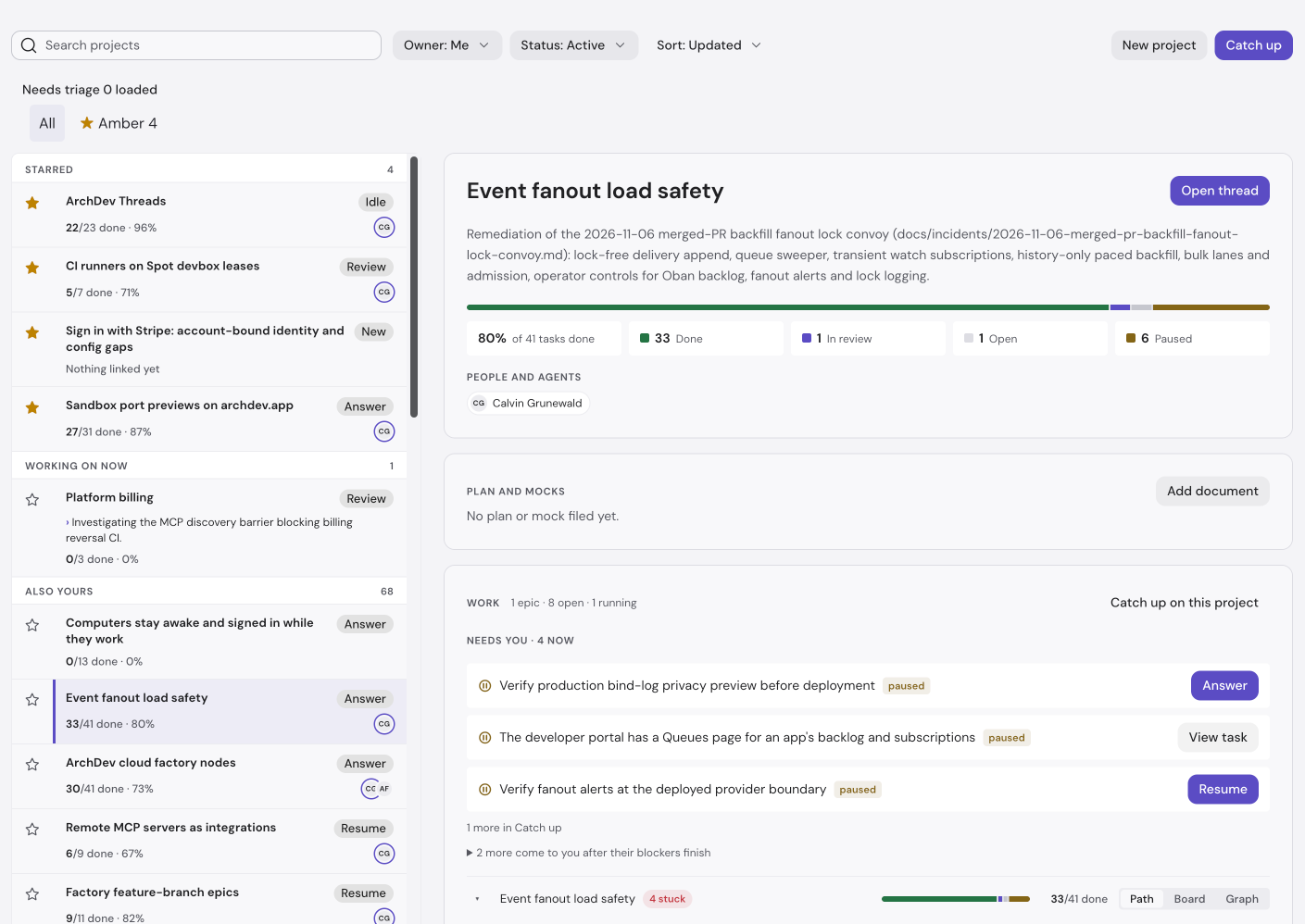 Search projects
Owner: Me
Status: Active
Sort: Updated
New project
Catch up
Needs triage 0 loaded
All
Amber 4
STARRED 4
ArchDev Threads Idle
22/23 done · 96% CG
CI runners on Spot devbox leases Review
5/7 done · 71% CG
Sign in with Stripe: account-bound identity and New
config gaps
Nothing linked yet
Sandbox port previews on archdev.app Answer
27/31 done · 87% CG
WORKING ON NOW 1
Platform billing Review
› Investigating the MCP discovery barrier blocking billing
reversal CI.
0/3 done · 0%
ALSO YOURS 68
Computers stay awake and signed in while Answer
they work
0/13 done · 0%
Event fanout load safety Answer
33/41 done · 80% CG
ArchDev cloud factory nodes Answer
30/41 done · 73% CG AF
Remote MCP servers as integrations Resume
6/9 done · 67% CG
Factory feature-branch epics Resume
9/11 done · 82% CG
Event fanout load safety
Open thread
Remediation of the 2026-11-06 merged-PR backfill fanout lock convoy (docs/incidents/2026-11-06-merged-pr-backfill-fanout-
lock-convoy.md): lock-free delivery append, queue sweeper, transient watch subscriptions, history-only paced backfill, bulk lanes and
admission, operator controls for Oban backlog, fanout alerts and lock logging.
80% of 41 tasks done
33 Done
1 In review
1 Open
6 Paused
PEOPLE AND AGENTS
CG Calvin Grunewald
PLAN AND MOCKS
Add document
No plan or mock filed yet.
WORK 1 epic · 8 open · 1 running
Catch up on this project
NEEDS YOU · 4 NOW
Verify production bind-log privacy preview before deployment paused Answer
The developer portal has a Queues page for an app's backlog and subscriptions paused View task
Verify fanout alerts at the deployed provider boundary paused Resume
1 more in Catch up
2 more come to you after their blockers finish
Event fanout load safety 4 stuck 33/41 done Path Board Graph